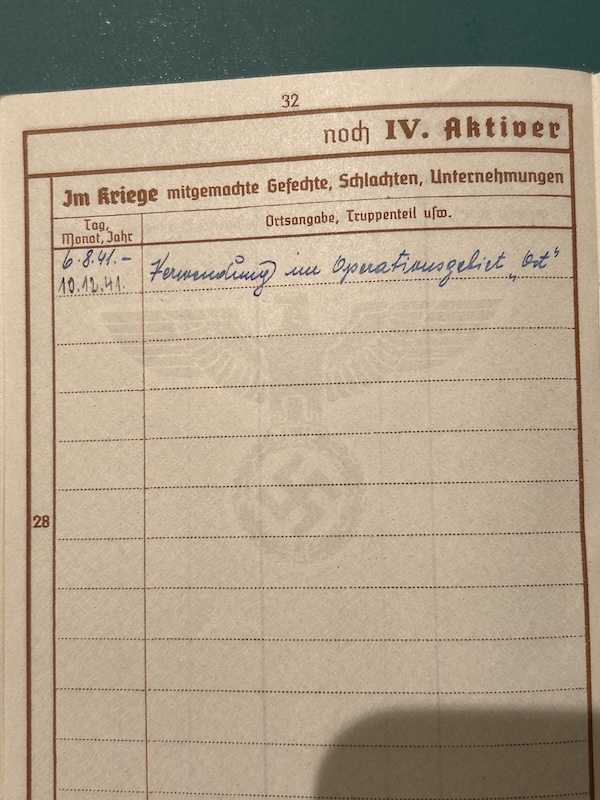 32
noch IV. Aktiver
Im Kriege mitgemachte Gefechte, Schlachten, Unternehmungen
Tag,
Monat, Jahr
Ortsangabe, Truppenteil usw.
6.8.41.–
10.12.41.
Verwendung im Operationsgebiet „Ost“
28